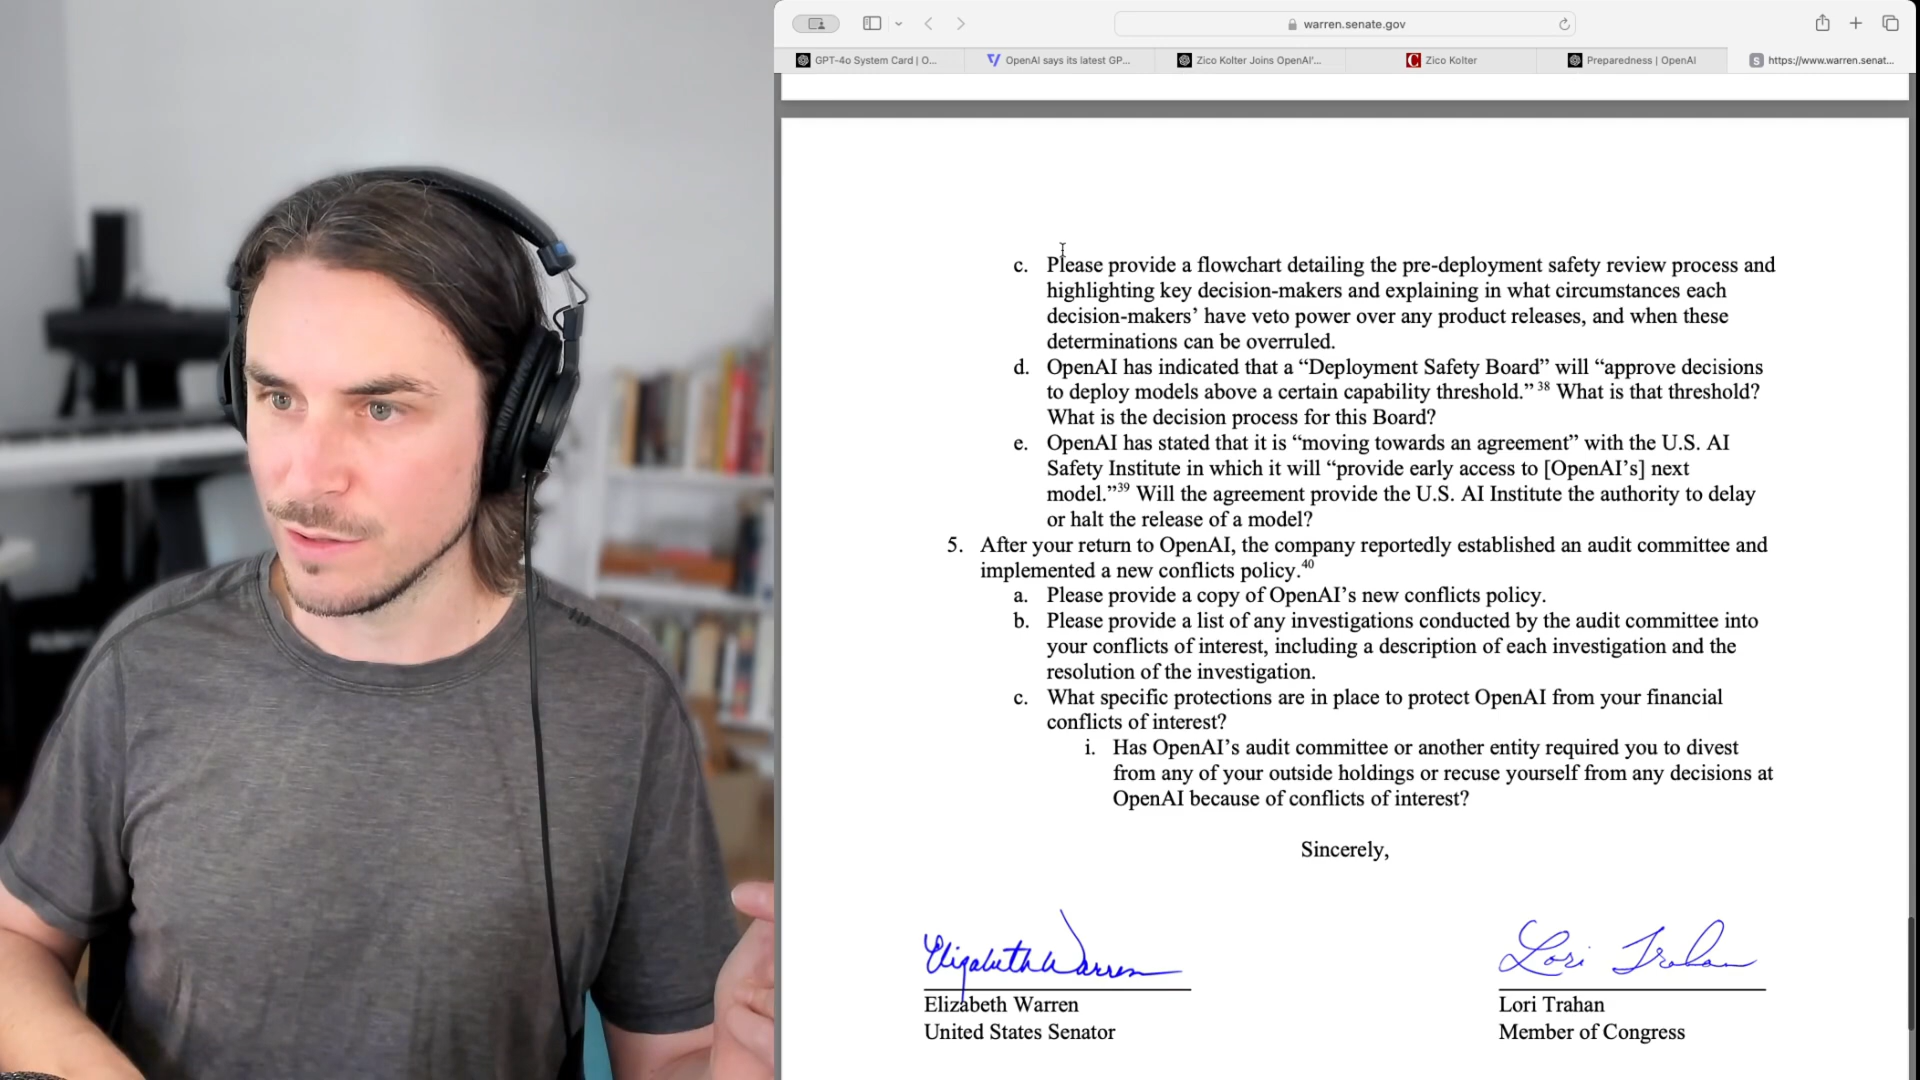 warren.senate.gov
GPT-4o System Card | O...
OpenAI says its latest GP...
Zico Kolter Joins OpenAI'...
Zico Kolter
Preparedness | OpenAI
S https://www.warren.senat...
c. Please provide a flowchart detailing the pre-deployment safety review process and
highlighting key decision-makers and explaining in what circumstances each
decision-makers’ have veto power over any product releases, and when these
determinations can be overruled.
d. OpenAI has indicated that a “Deployment Safety Board” will “approve decisions
to deploy models above a certain capability threshold.” 38 What is that threshold?
What is the decision process for this Board?
e. OpenAI has stated that it is “moving towards an agreement” with the U.S. AI
Safety Institute in which it will “provide early access to [OpenAI’s] next
model.”39 Will the agreement provide the U.S. AI Institute the authority to delay
or halt the release of a model?
5. After your return to OpenAI, the company reportedly established an audit committee and
implemented a new conflicts policy.40
a. Please provide a copy of OpenAI’s new conflicts policy.
b. Please provide a list of any investigations conducted by the audit committee into
your conflicts of interest, including a description of each investigation and the
resolution of the investigation.
c. What specific protections are in place to protect OpenAI from your financial
conflicts of interest?
i. Has OpenAI’s audit committee or another entity required you to divest
from any of your outside holdings or recuse yourself from any decisions at
OpenAI because of conflicts of interest?
Sincerely,
Elizabeth Warren
Lori Trahan
Elizabeth Warren
United States Senator
Lori Trahan
Member of Congress